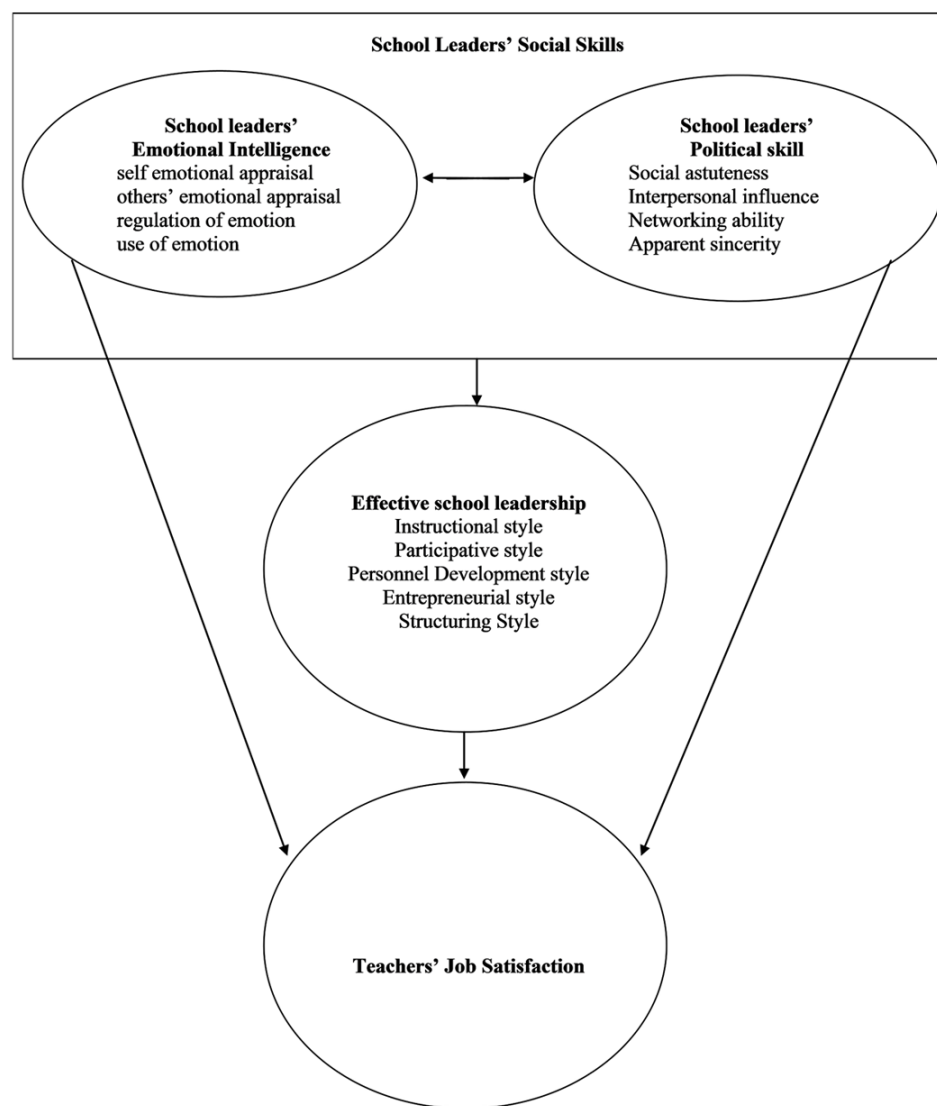 School Leaders’ Social Skills
School leaders’
Emotional Intelligence
self emotional appraisal
others’ emotional appraisal
regulation of emotion
use of emotion
School leaders’
Political skill
Social astuteness
Interpersonal influence
Networking ability
Apparent sincerity
Effective school leadership
Instructional style
Participative style
Personnel Development style
Entrepreneurial style
Structuring Style
Teachers’ Job Satisfaction